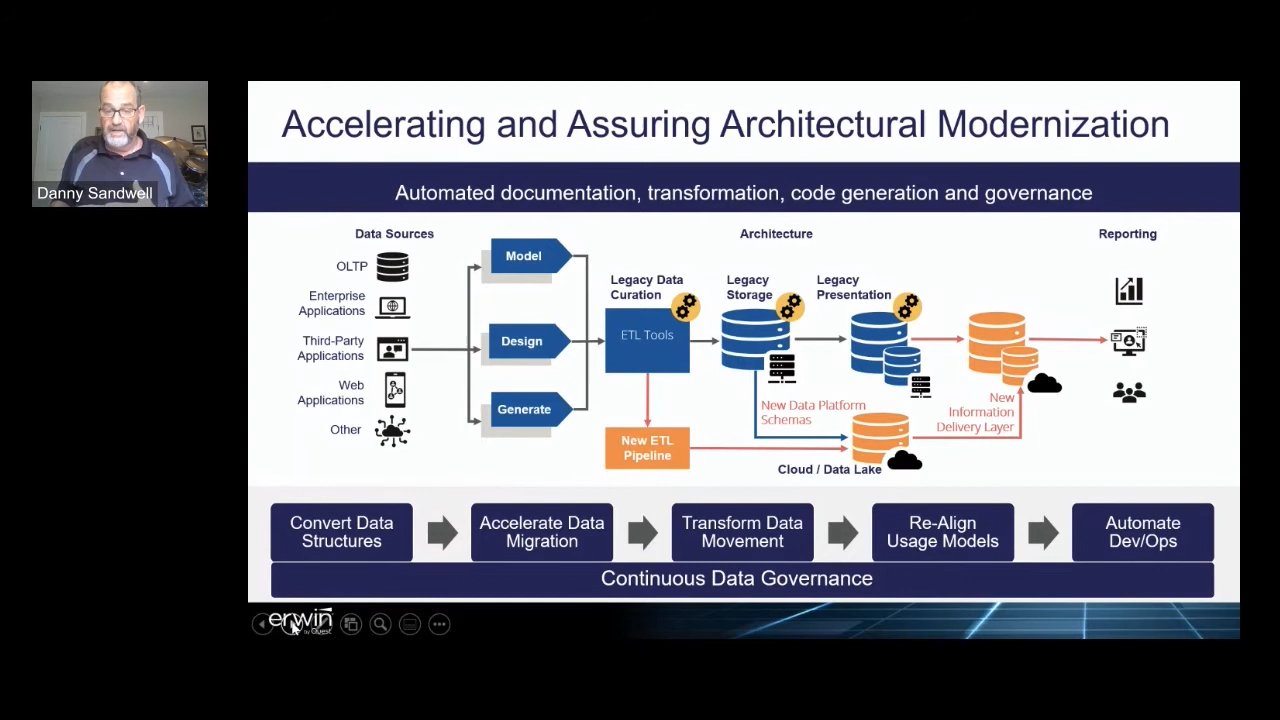 Danny Sandwell
Accelerating and Assuring Architectural Modernization
Automated documentation, transformation, code generation and governance
Data Sources
Architecture
Reporting
OLTP
Enterprise
Applications
Third-Party
Applications
Web
Applications
Other
Model
Design
Generate
Legacy Data
Curation
ETL Tools
Legacy
Storage
Legacy
Presentation
New ETL
Pipeline
New Data Platform
Schemas
Cloud / Data Lake
New
Information
Delivery Layer
Convert Data
Structures
Accelerate Data
Migration
Transform Data
Movement
Re-Align
Usage Models
Automate
Dev/Ops
Continuous Data Governance
erwin
by Quest